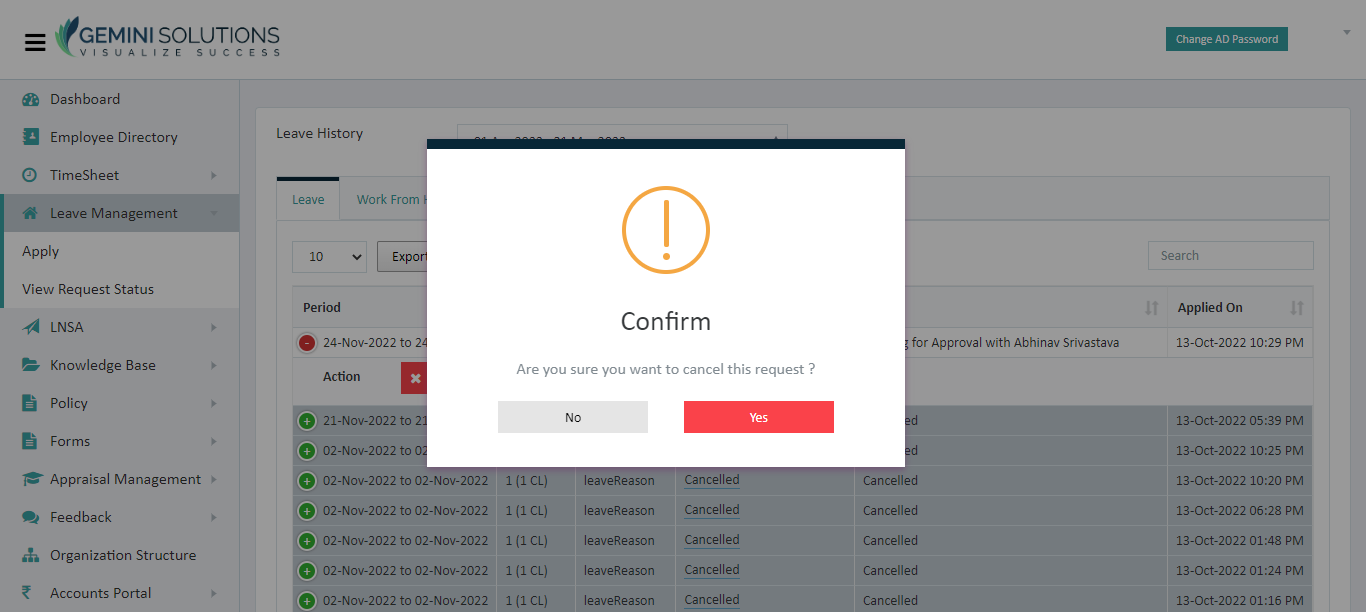 GEMINI SOLUTIONS
VISUALIZE SUCCESS
Change AD Password
Dashboard
Employee Directory
TimeSheet
Leave Management
Apply
View Request Status
LNSA
Knowledge Base
Policy
Forms
Appraisal Management
Feedback
Organization Structure
Accounts Portal
Leave History
Leave Work From
10 Export Search
Period Applied On
24-Nov-2022 to 24 for Approval with Abhinav Srivastava 13-Oct-2022 10:29 PM
Action
Confirm
Are you sure you want to cancel this request ?
No Yes
21-Nov-2022 to 21 ed 13-Oct-2022 05:39 PM
02-Nov-2022 to 02 ed 13-Oct-2022 10:25 PM
02-Nov-2022 to 02-Nov-2022 1 (1 CL) leaveReason Cancelled Cancelled 13-Oct-2022 10:20 PM
02-Nov-2022 to 02-Nov-2022 1 (1 CL) leaveReason Cancelled Cancelled 13-Oct-2022 06:28 PM
02-Nov-2022 to 02-Nov-2022 1 (1 CL) leaveReason Cancelled Cancelled 13-Oct-2022 01:48 PM
02-Nov-2022 to 02-Nov-2022 1 (1 CL) leaveReason Cancelled Cancelled 13-Oct-2022 01:24 PM
02-Nov-2022 to 02-Nov-2022 1 (1 CL) leaveReason Cancelled Cancelled 13-Oct-2022 01:16 PM